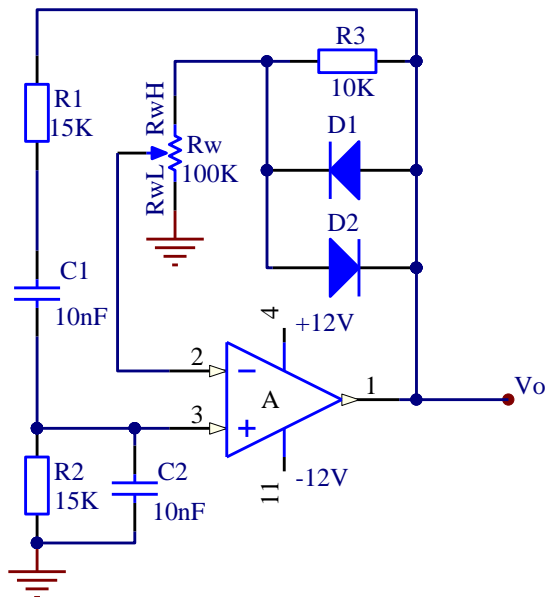 R3
10K
R1
15K
RwH
RwL
Rw
100K
D1
D2
C1
10nF
4
+12V
2
1
Vo
A
3
11
-12V
R2
15K
C2
10nF